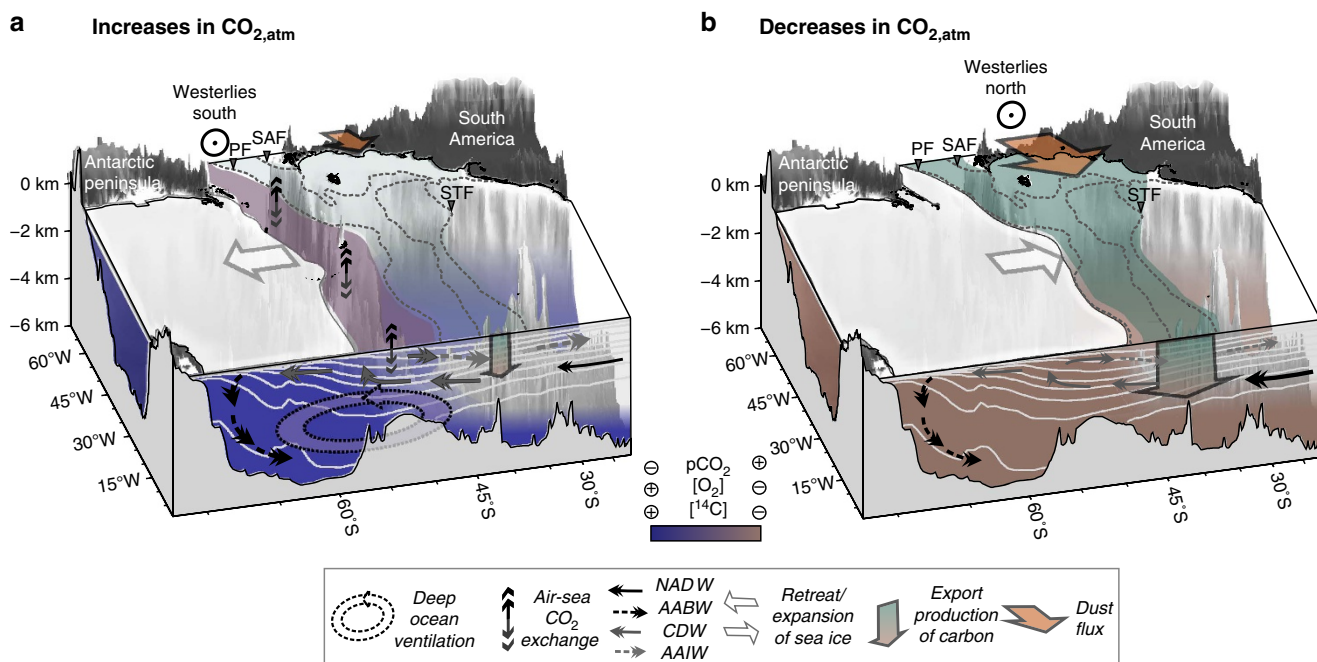 a Increases in CO2,atm
Westerlies
south
PF
SAF
South
America
Antarctic
peninsula
STF
0 km
−2 km
−4 km
−6 km
60°W
45°W
30°W
15°W
60°S
45°S
30°S
b Decreases in CO2,atm
Westerlies
north
PF
SAF
South
America
Antarctic
peninsula
STF
0 km
−2 km
−4 km
−6 km
60°W
45°W
30°W
15°W
60°S
45°S
30°S
⊖ pCO2 ⊕
⊕ [O2] ⊖
⊕ [14C] ⊖
Deep
ocean
ventilation
Air-sea
CO2
exchange
NADW
AABW
CDW
AAIW
Retreat/
expansion
of sea ice
Export
production
of carbon
Dust
flux